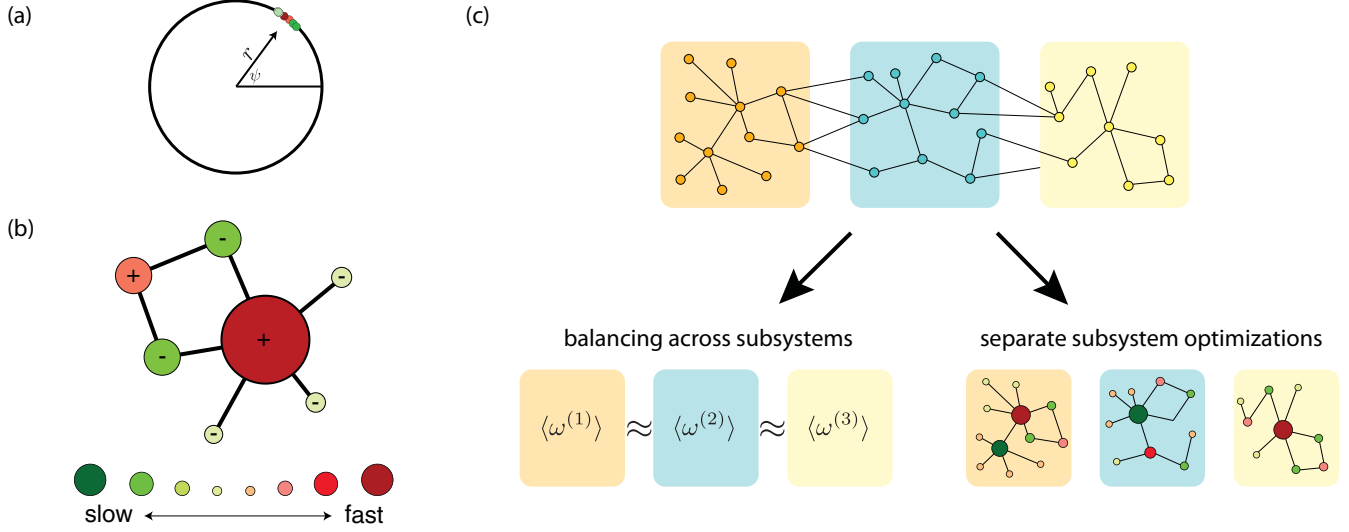 (a)
r
ψ
(b)
-
+
-
-
+
-
-
slow
fast
(c)
balancing across subsystems
⟨ω⁽¹⁾⟩ ≈ ⟨ω⁽²⁾⟩ ≈ ⟨ω⁽³⁾⟩
separate subsystem optimizations